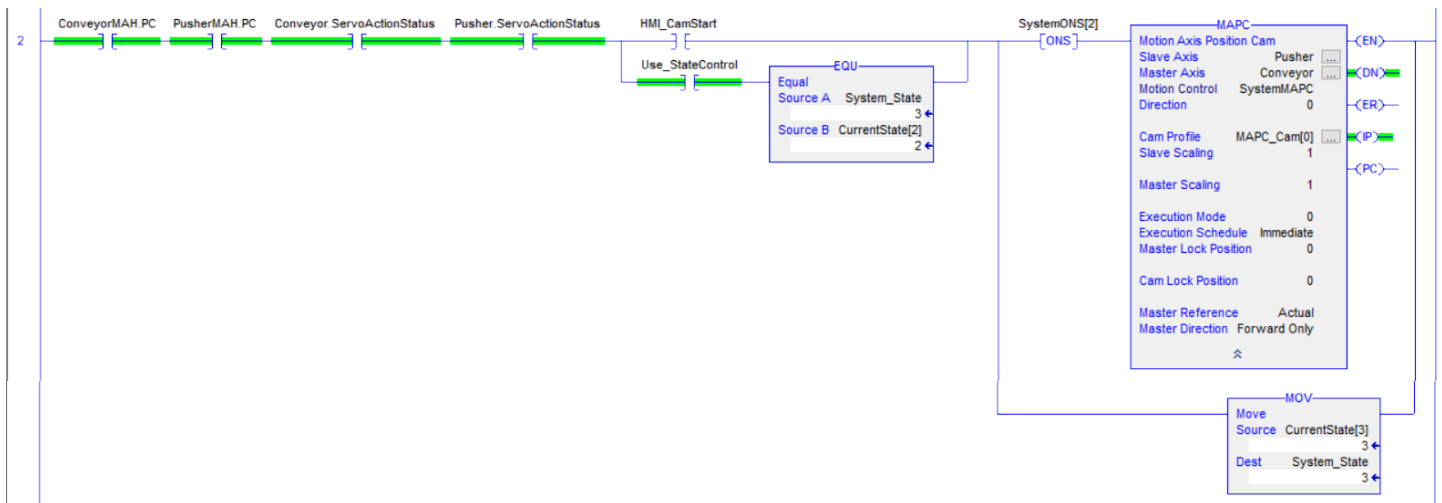 ConveyorMAH.PC PusherMAH.PC Conveyor.ServoActionStatus Pusher.ServoActionStatus HMI_CamStart SystemONS[2]
2
ONS
MAPC
Motion Axis Position Cam
Slave Axis Pusher ...
Master Axis Conveyor ...
Motion Control SystemMAPC
Direction 0
Cam Profile MAPC_Cam[0] ...
Slave Scaling 1
Master Scaling 1
Execution Mode 0
Execution Schedule Immediate
Master Lock Position 0
Cam Lock Position 0
Master Reference Actual
Master Direction Forward Only
EN
DN
ER
IP
PC
Use_StateControl
EQU
Equal
Source A System_State
3
Source B CurrentState[2]
2
MOV
Move
Source CurrentState[3]
3
Dest System_State
3